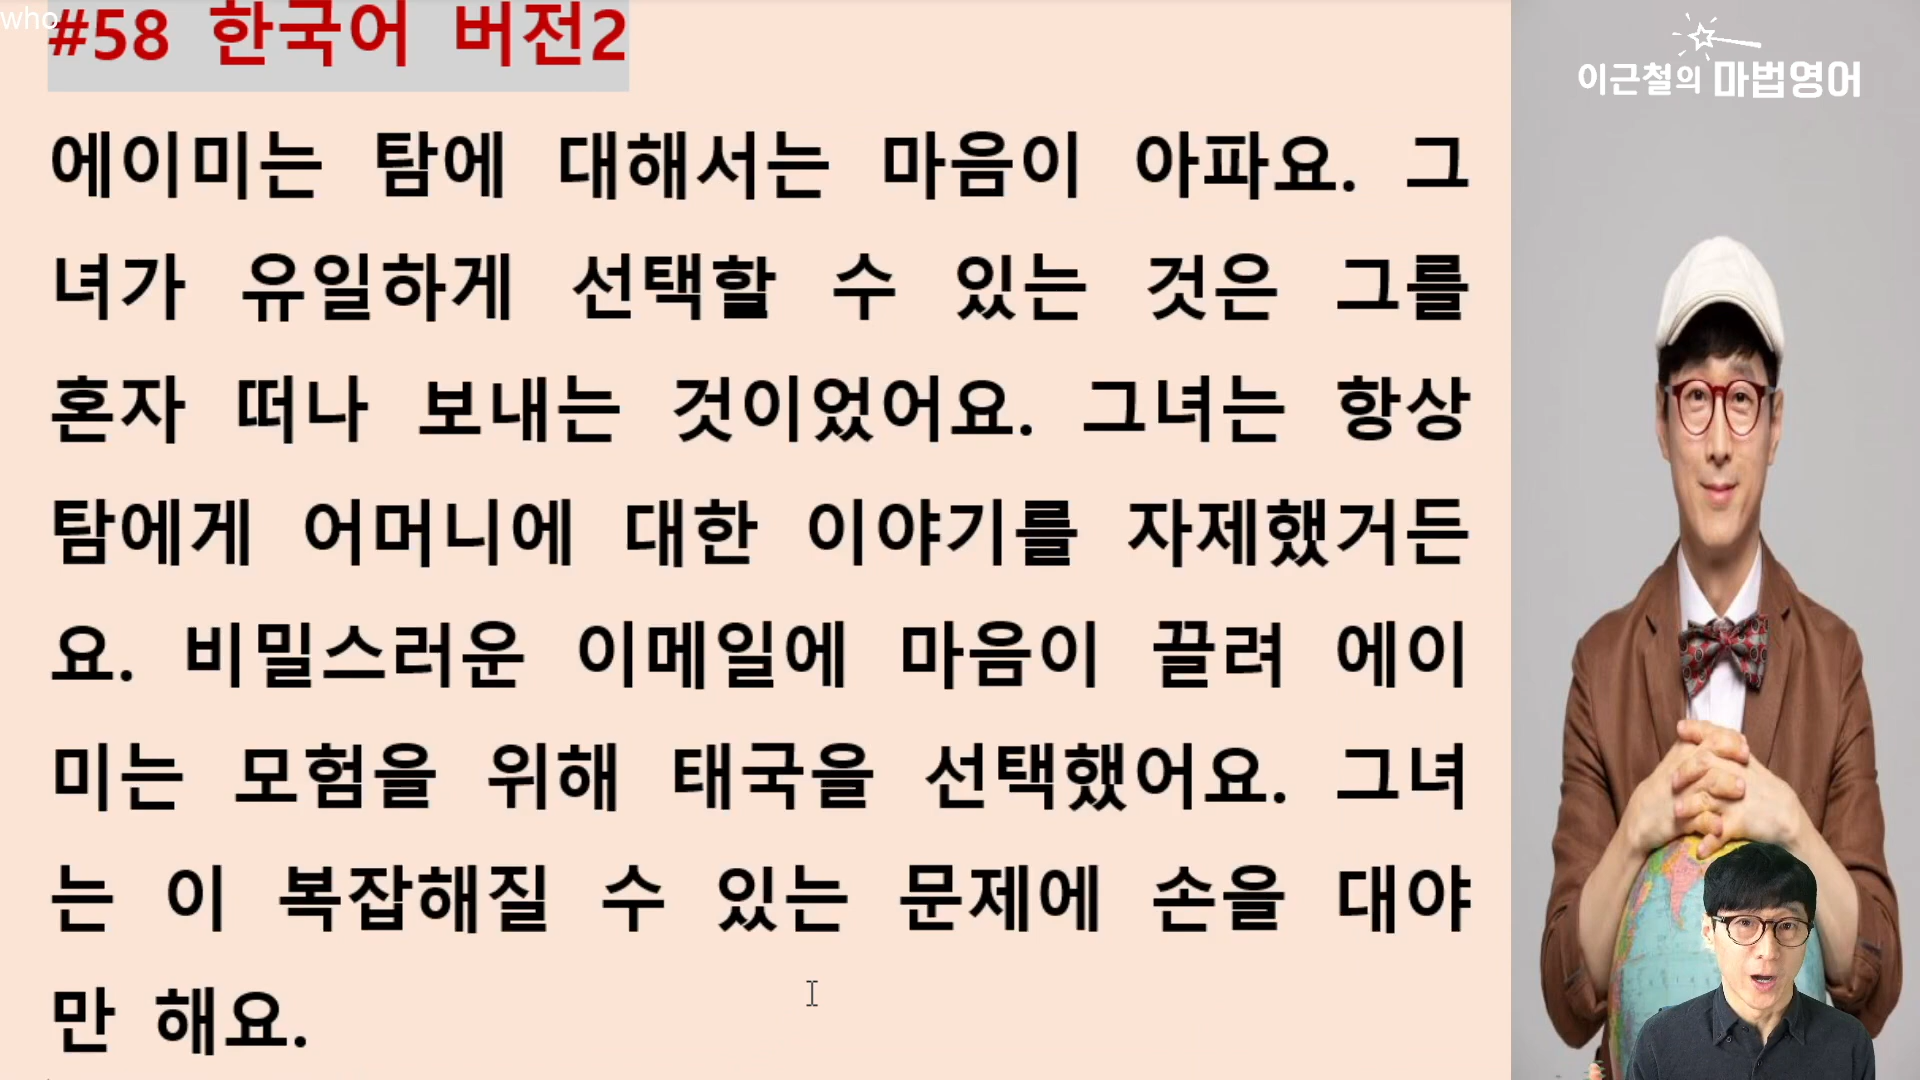 who
#58 한국어 버전2
이근철의 마법영어
에이미는 탐에 대해서는 마음이 아파요. 그
녀가 유일하게 선택할 수 있는 것은 그를
혼자 떠나 보내는 것이었어요. 그녀는 항상
탐에게 어머니에 대한 이야기를 자제했거든
요. 비밀스러운 이메일에 마음이 끌려 에이
미는 모험을 위해 태국을 선택했어요. 그녀
는 이 복잡해질 수 있는 문제에 손을 대야
만 해요.